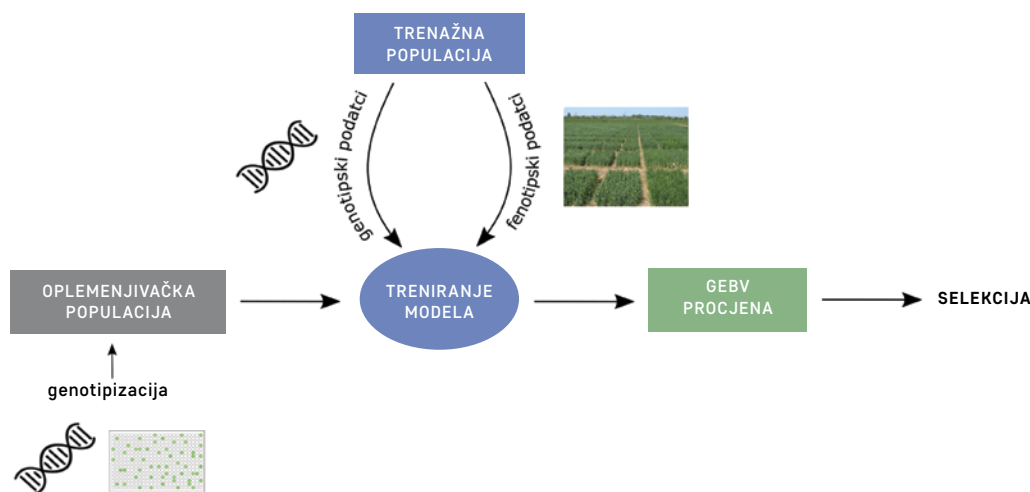 TRENAŽNA
POPULACIJA
genotipski podatci
fenotipski podatci
OPLEMENJIVAČKA
POPULACIJA
TRENIRANJE
MODELA
GEBV
PROCJENA
SELEKCIJA
genotipizacija